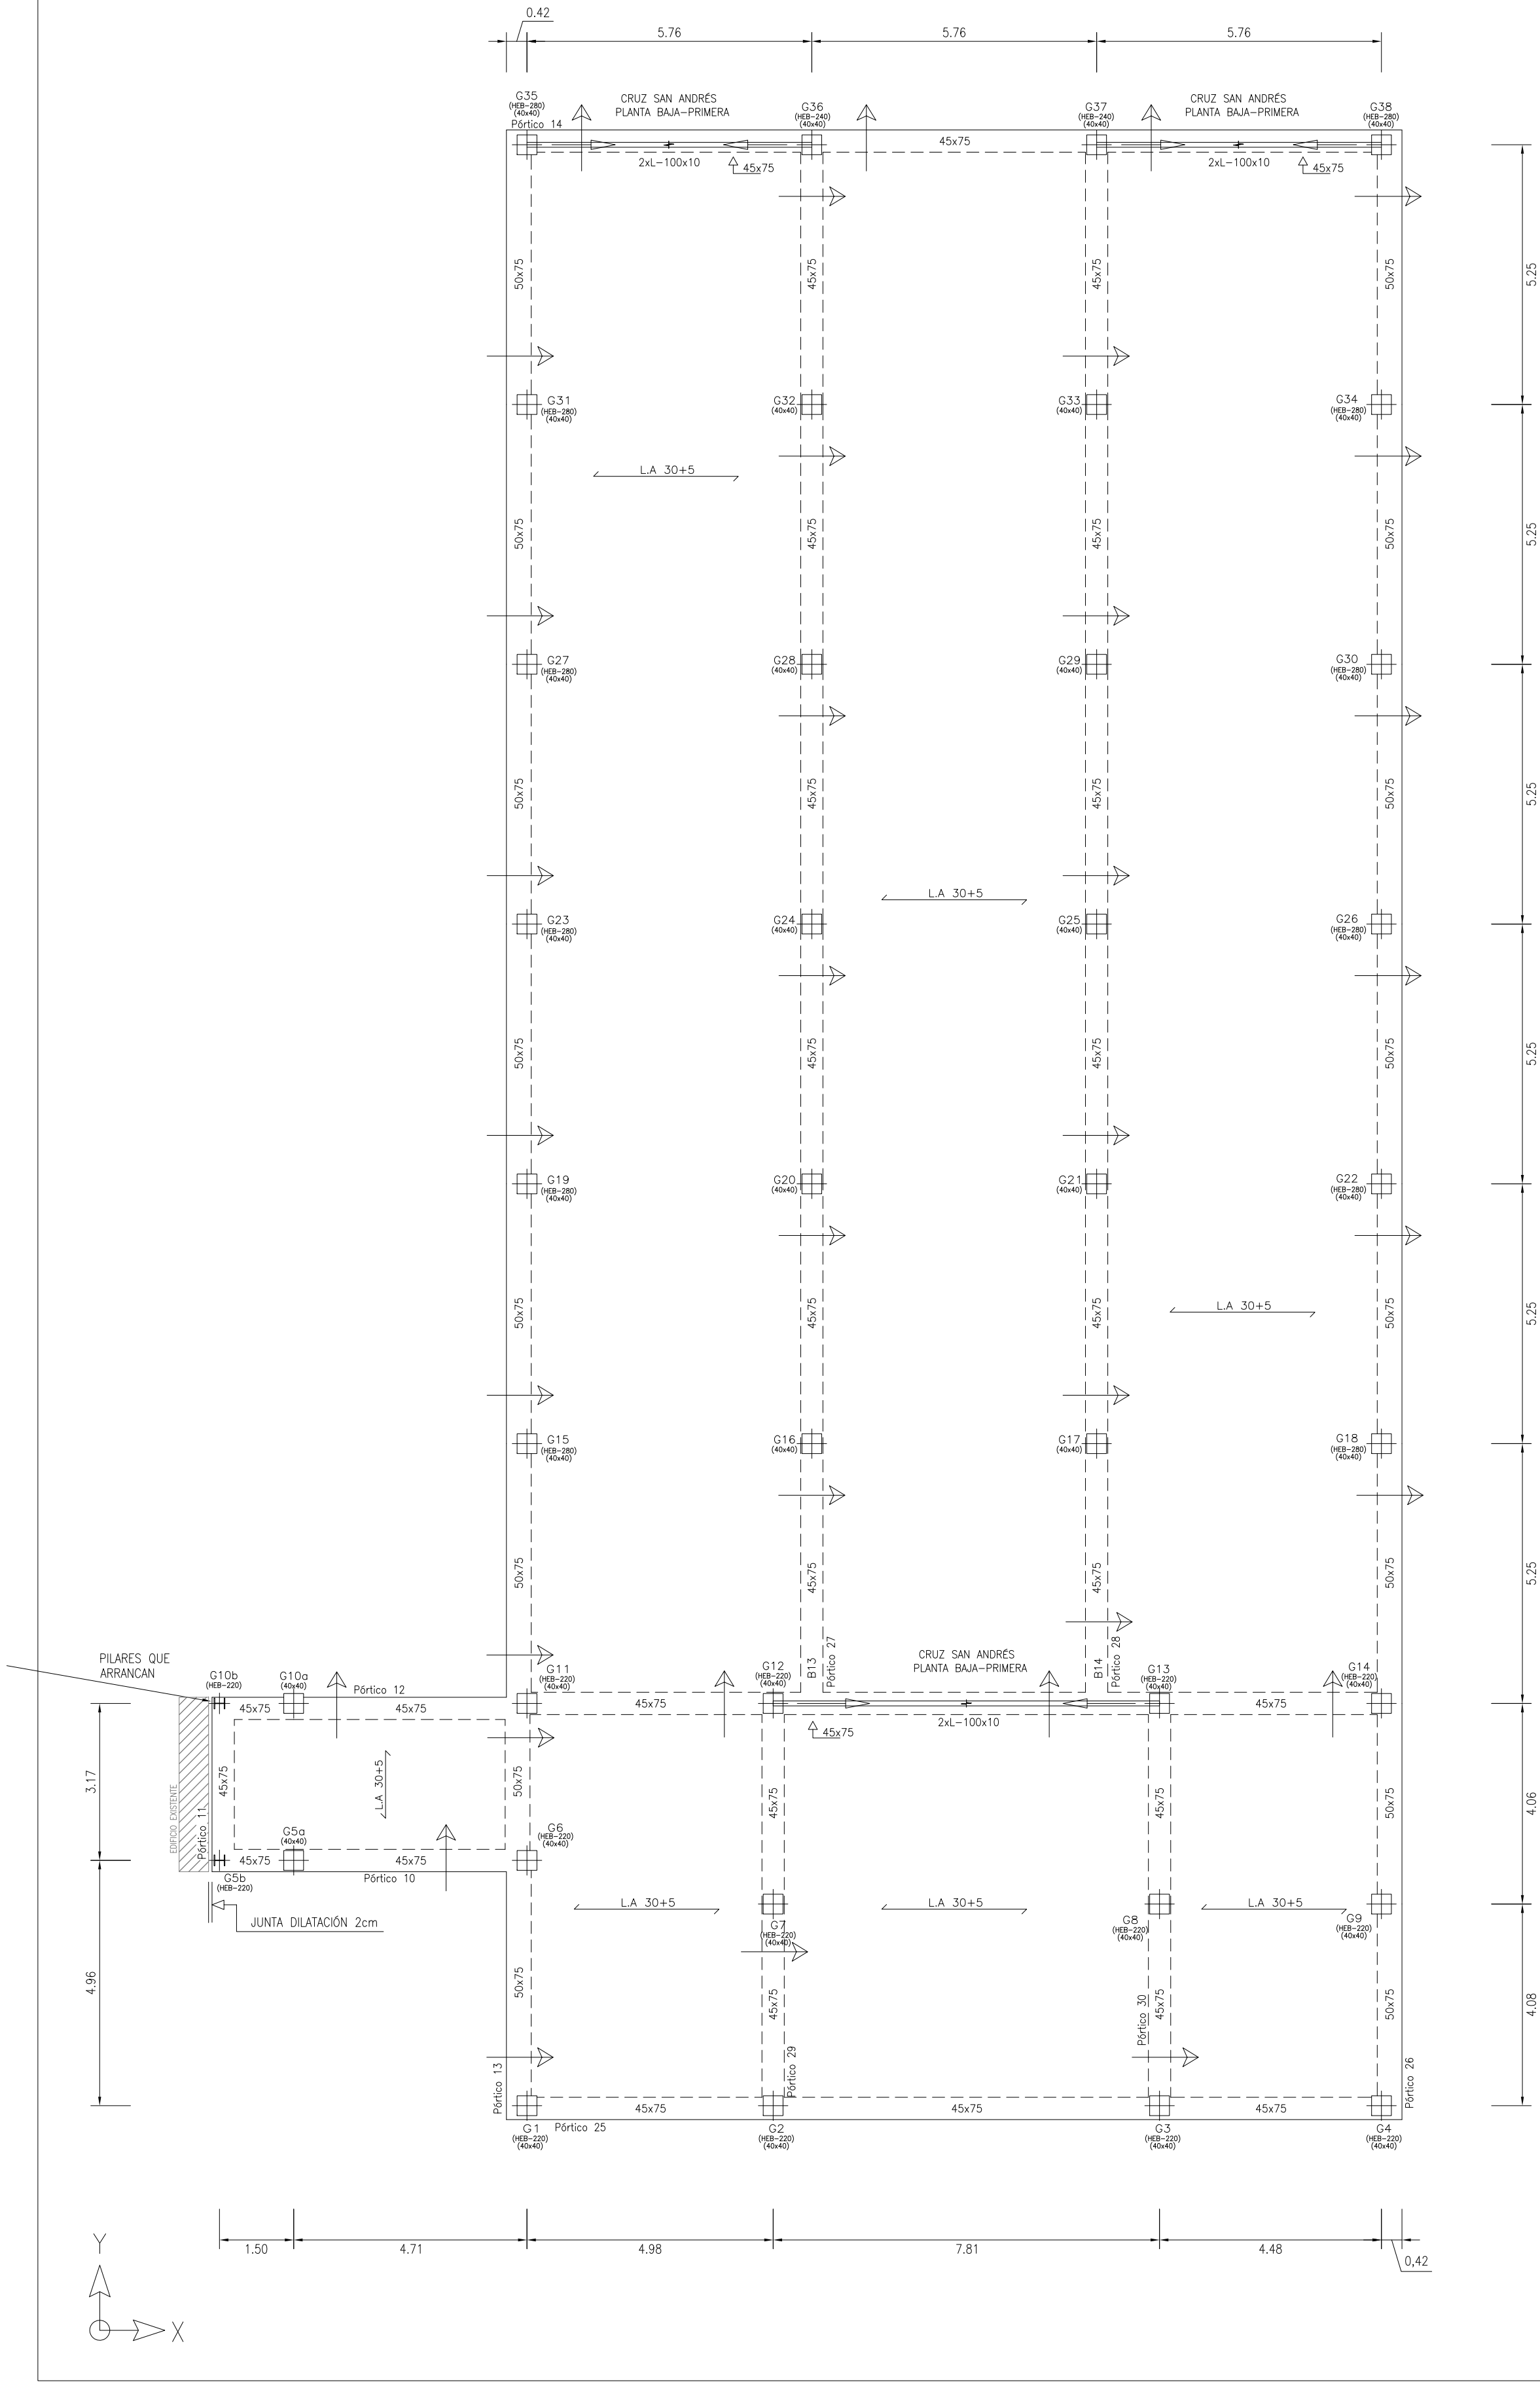 0.42
5.76
5.76
5.76
G35
(HEB-280)
(40x40)
Pórtico 14
CRUZ SAN ANDRÉS
PLANTA BAJA-PRIMERA
G36
(HEB-240)
(40x40)
G37
(HEB-240)
(40x40)
CRUZ SAN ANDRÉS
PLANTA BAJA-PRIMERA
G38
(HEB-280)
(40x40)
2xL-100x10
45x75
45x75
2xL-100x10
45x75
50x75
45x75
45x75
50x75
5.25
G31
(HEB-280)
(40x40)
G32
(40x40)
G33
(40x40)
G34
(HEB-280)
(40x40)
L.A 30+5
50x75
45x75
45x75
50x75
5.25
G27
(HEB-280)
(40x40)
G28
(40x40)
G29
(40x40)
G30
(HEB-280)
(40x40)
50x75
45x75
45x75
50x75
5.25
L.A 30+5
G23
(HEB-280)
(40x40)
G24
(40x40)
G25
(40x40)
G26
(HEB-280)
(40x40)
50x75
45x75
45x75
50x75
5.25
G19
(HEB-280)
(40x40)
G20
(40x40)
G21
(40x40)
G22
(HEB-280)
(40x40)
50x75
45x75
45x75
L.A 30+5
50x75
5.25
G15
(HEB-280)
(40x40)
G16
(40x40)
G17
(40x40)
G18
(HEB-280)
(40x40)
50x75
45x75
45x75
50x75
5.25
PILARES QUE
ARRANCAN
G10b
(HEB-220)
G10a
(40x40)
Pórtico 12
G11
(HEB-220)
(40x40)
G12
(HEB-220)
(40x40)
B13
Pórtico 27
CRUZ SAN ANDRÉS
PLANTA BAJA-PRIMERA
B14
Pórtico 28
G13
(HEB-220)
(40x40)
G14
(HEB-220)
(40x40)
45x75
45x75
45x75
2xL-100x10
45x75
45x75
3.17
EDIFICIO EXISTENTE
Pórtico 11
45x75
L.A 30+5
50x75
45x75
45x75
50x75
4.06
G5a
(40x40)
G6
(HEB-220)
(40x40)
45x75
45x75
G5b
(HEB-220)
Pórtico 10
JUNTA DILATACIÓN 2cm
L.A 30+5
G7
(HEB-220)
(40x40)
L.A 30+5
G8
(HEB-220)
(40x40)
L.A 30+5
G9
(HEB-220)
(40x40)
4.96
50x75
45x75
Pórtico 30
45x75
50x75
4.08
Pórtico 13
Pórtico 29
Pórtico 26
45x75
45x75
45x75
G1
(HEB-220)
(40x40)
Pórtico 25
G2
(HEB-220)
(40x40)
G3
(HEB-220)
(40x40)
G4
(HEB-220)
(40x40)
1.50
4.71
4.98
7.81
4.48
0,42
Y
X